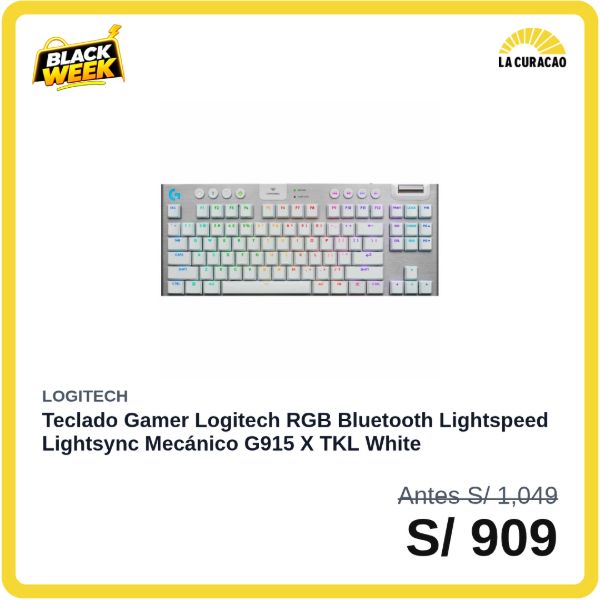 BLACK
WEEK
LA CURACAO
LOGITECH
Teclado Gamer Logitech RGB Bluetooth Lightspeed
Lightsync Mecánico G915 X TKL White
Antes S/ 1,049
S/ 909